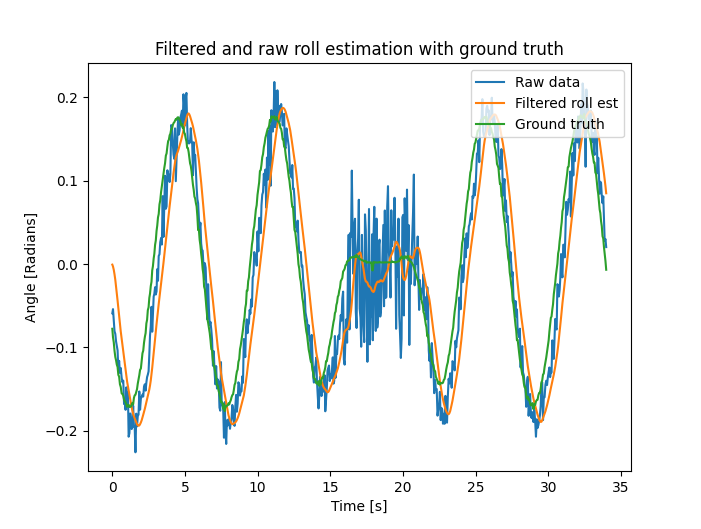 Filtered and raw roll estimation with ground truth
Raw data
Filtered roll est
Ground truth
Angle [Radians]
0.2
0.1
0.0
−0.1
−0.2
0 5 10 15 20 25 30 35
Time [s]